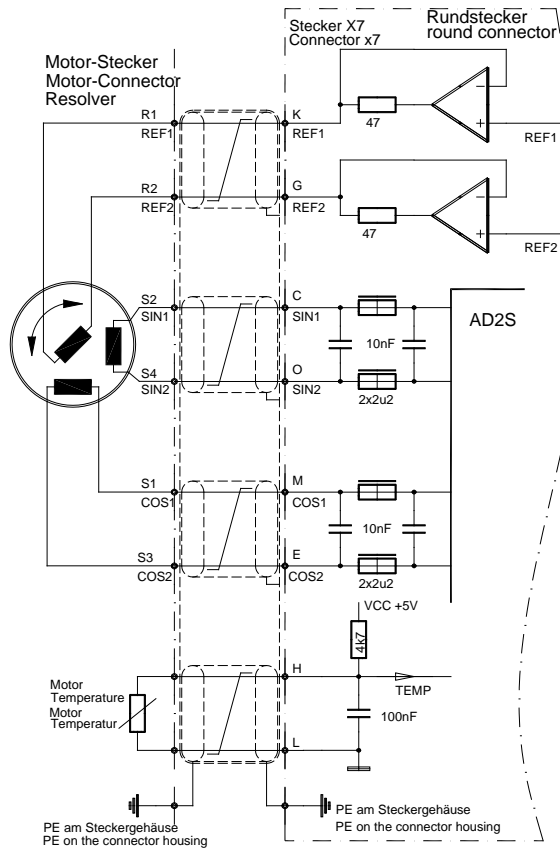 Stecker X7
Connector x7
Rundstecker
round connector
Motor-Stecker
Motor-Connector
Resolver
R1
REF1
K
REF1
47
REF1
R2
REF2
G
REF2
47
REF2
S2
SIN1
C
SIN1
10nF
AD2S
S4
SIN2
O
SIN2
2x2u2
S1
COS1
M
COS1
10nF
S3
COS2
E
COS2
2x2u2
VCC +5V
4k7
H
TEMP
Motor
Temperature
Motor
Temperatur
100nF
L
PE am Steckergehäuse
PE on the connector housing
PE am Steckergehäuse
PE on the connector housing